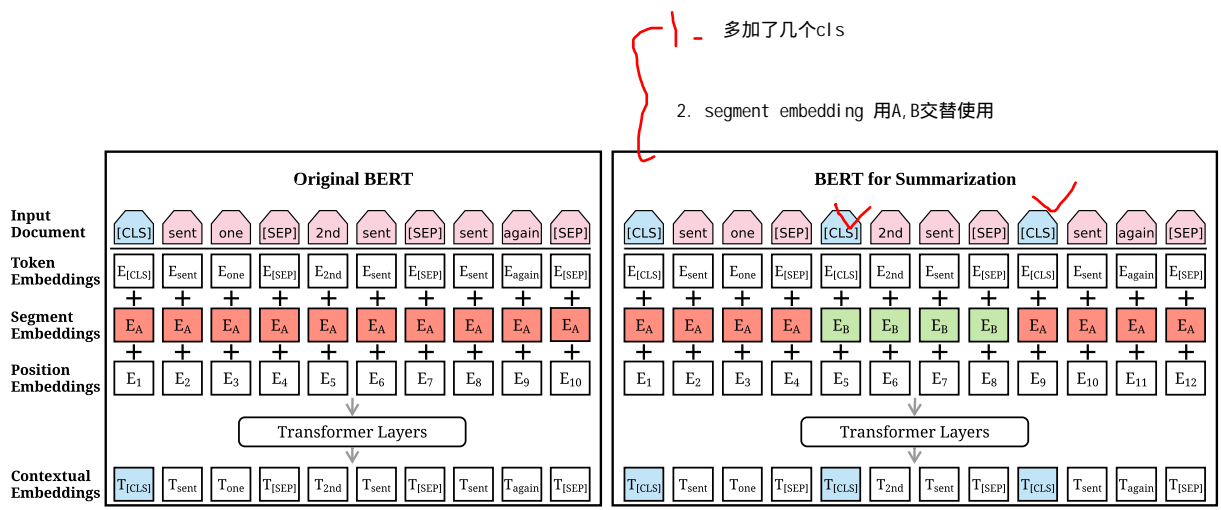 1. 多加了几个cls
2. segment embedding 用A,B交替使用
Original BERT
BERT for Summarization
Input Document
[CLS] sent one [SEP] 2nd sent [SEP] sent again [SEP]
[CLS] sent one [SEP] [CLS] 2nd sent [SEP] [CLS] sent again [SEP]
Token Embeddings
E[CLS] Esent Eone E[SEP] E2nd Esent E[SEP] Esent Eagain E[SEP]
E[CLS] Esent Eone E[SEP] E[CLS] E2nd Esent E[SEP] E[CLS] Esent Eagain E[SEP]
+ + + + + + + + + +
+ + + + + + + + + + + +
Segment Embeddings
EA EA EA EA EA EA EA EA EA EA
EA EA EA EA EB EB EB EB EA EA EA EA
+ + + + + + + + + +
+ + + + + + + + + + + +
Position Embeddings
E1 E2 E3 E4 E5 E6 E7 E8 E9 E10
E1 E2 E3 E4 E5 E6 E7 E8 E9 E10 E11 E12
Transformer Layers
Transformer Layers
Contextual Embeddings
T[CLS] Tsent Tone T[SEP] T2nd Tsent T[SEP] Tsent Tagain T[SEP]
T[CLS] Tsent Tone T[SEP] T[CLS] T2nd Tsent T[SEP] T[CLS] Tsent Tagain T[SEP]